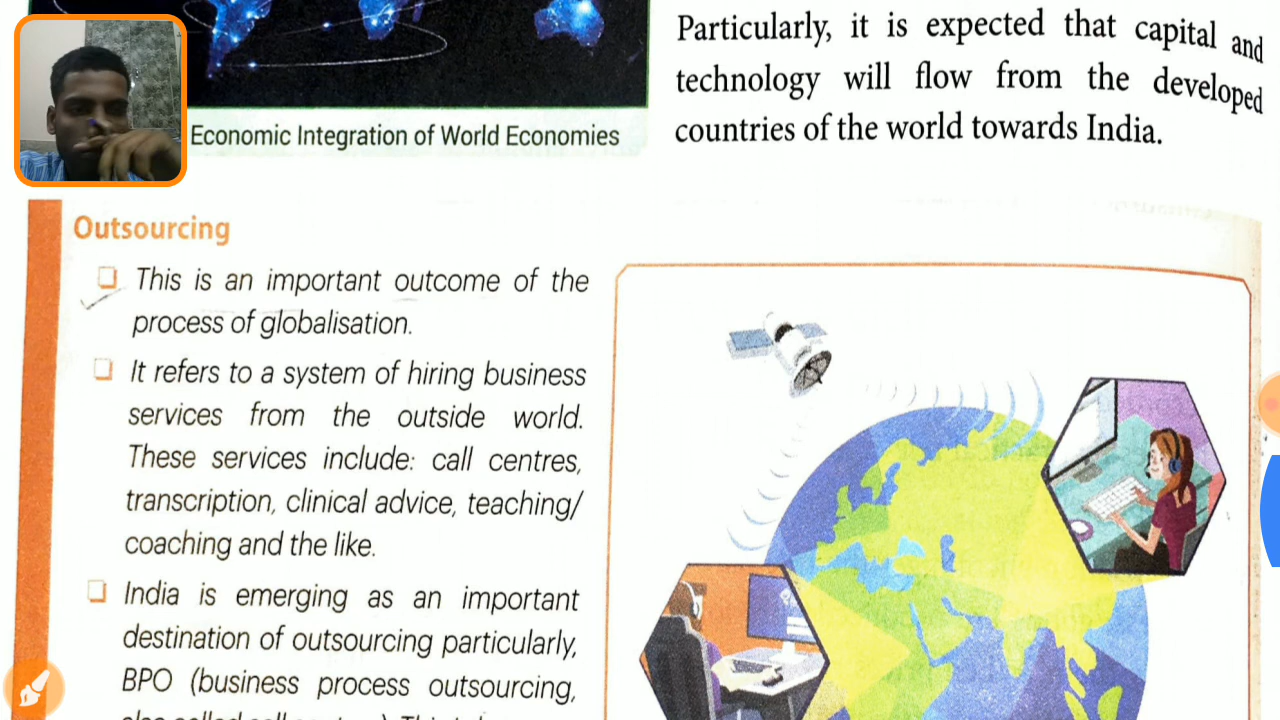 Particularly, it is expected that capital and
technology will flow from the developed
countries of the world towards India.
Economic Integration of World Economies
Outsourcing
This is an important outcome of the
process of globalisation.
It refers to a system of hiring business
services from the outside world.
These services include: call centres,
transcription, clinical advice, teaching/
coaching and the like.
India is emerging as an important
destination of outsourcing particularly,
BPO (business process outsourcing,